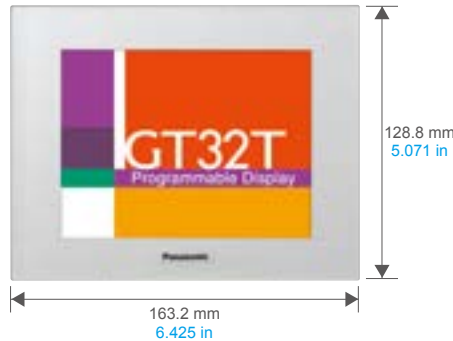 GT32T
Programmable Display
Panasonic
128.8 mm
5.071 in
163.2 mm
6.425 in